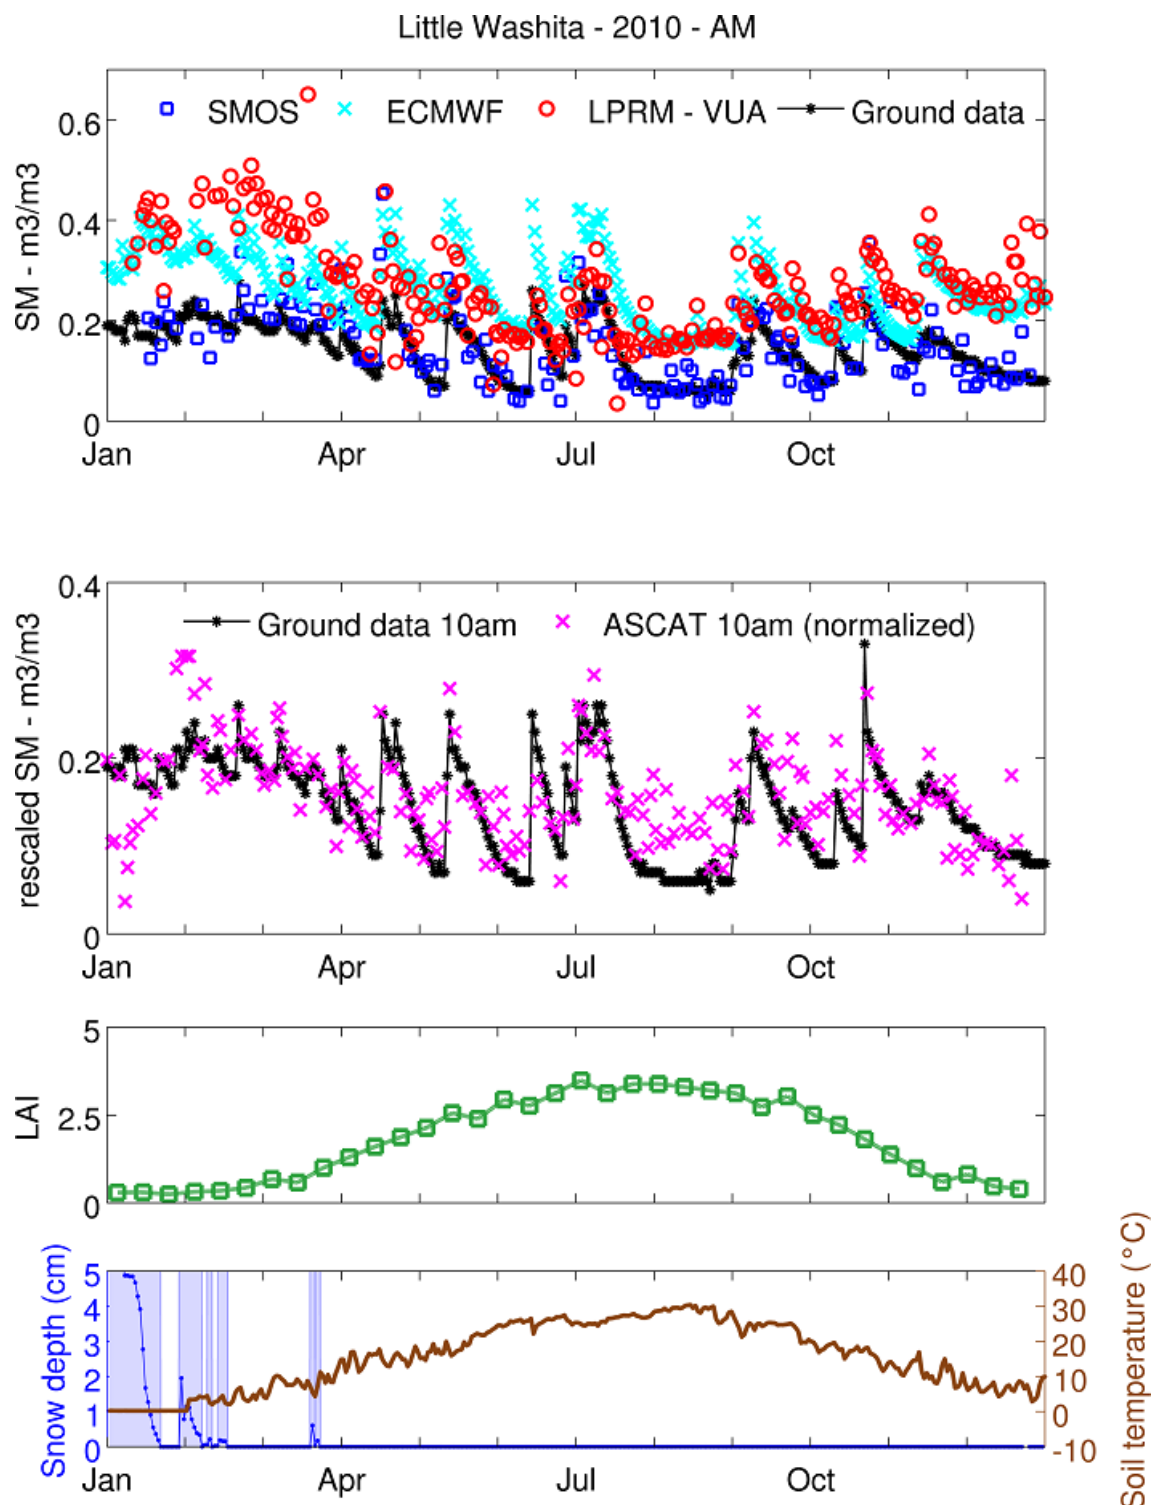 Little Washita - 2010 - AM
SM - m3/m3
0.6
0.4
0.2
0
SMOS ECMWF LPRM - VUA Ground data
Jan Apr Jul Oct
rescaled SM - m3/m3
0.4
0.2
0
Ground data 10am ASCAT 10am (normalized)
Jan Apr Jul Oct
LAI
5
2.5
0
Snow depth (cm)
5
4
3
2
1
0
40
30
20
10
0
-10
Soil temperature (°C)
Jan Apr Jul Oct